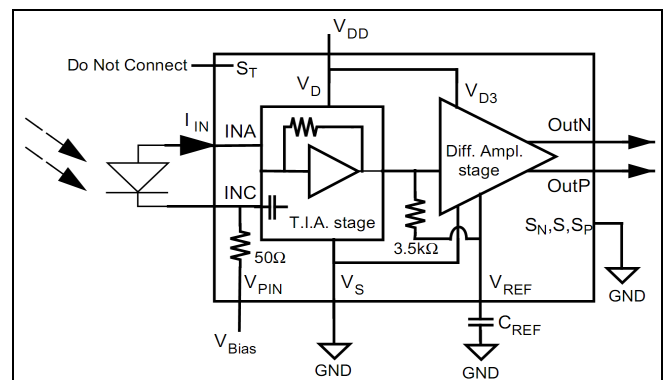 VDD
Do Not Connect
ST
VD
VD3
IIN
INA
OutN
Diff. Ampl.
stage
OutP
INC
T.I.A. stage
SN,S,SP
50Ω
3.5kΩ
VPIN
VS
VREF
GND
CREF
VBias
GND
GND